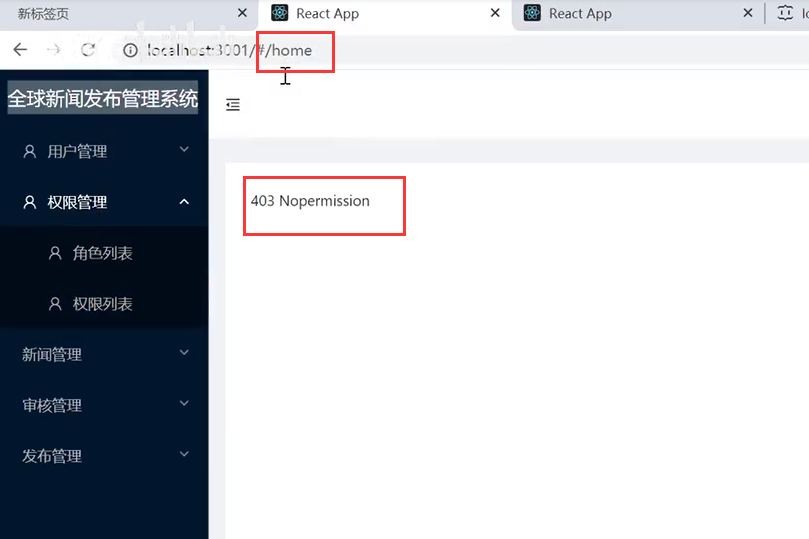 新标签页
React App
React App
localhost:3001/#/home
全球新闻发布管理系统
用户管理
权限管理
403 Nopermission
角色列表
权限列表
新闻管理
审核管理
发布管理